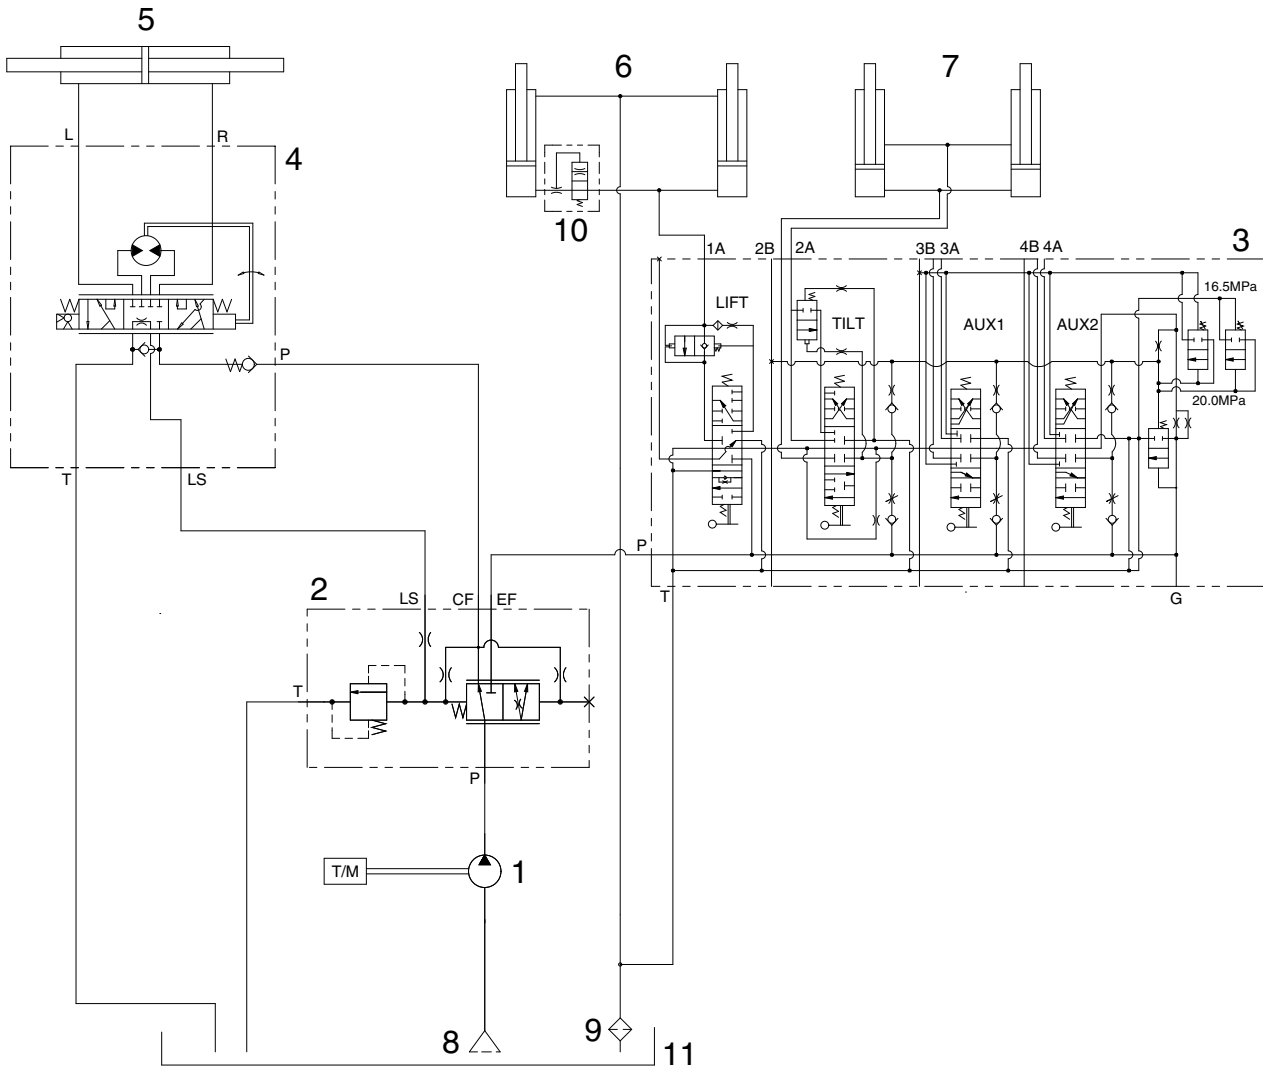 5
6
7
L
R
4
10
1A
2B
2A
3B
3A
4B
4A
3
16.5MPa
LIFT
TILT
AUX1
AUX2
P
20.0MPa
T
LS
P
2
LS
CF
EF
T
G
T
P
T/M
1
8
9
11